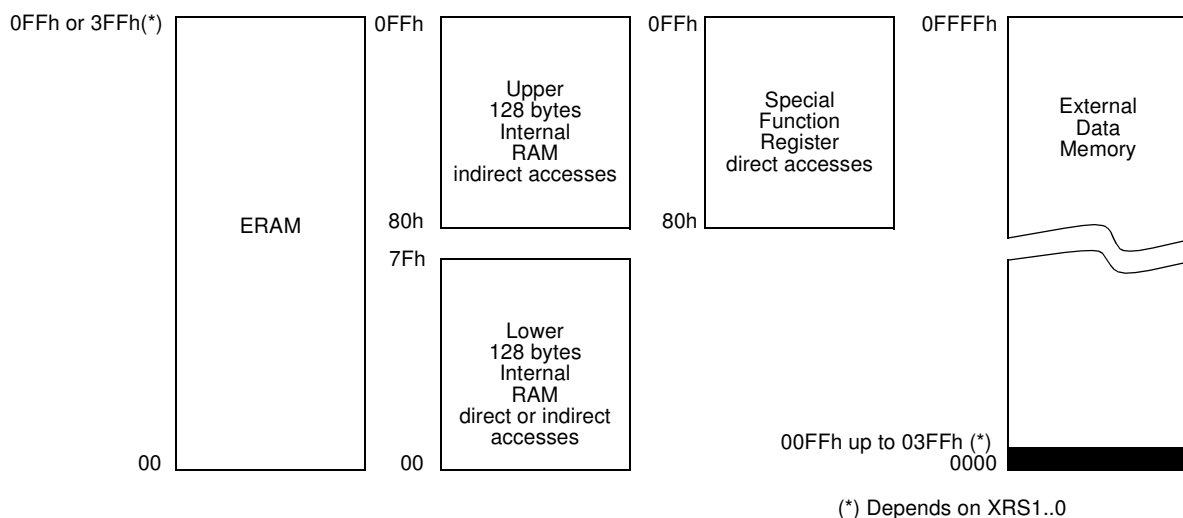 0FFh or 3FFh(*)
ERAM
00
0FFh
Upper
128 bytes
Internal
RAM
indirect accesses
80h
7Fh
Lower
128 bytes
Internal
RAM
direct or indirect
accesses
00
0FFh
Special
Function
Register
direct accesses
80h
0FFFFh
External
Data
Memory
00FFh up to 03FFh (*)
0000
(*) Depends on XRS1..0